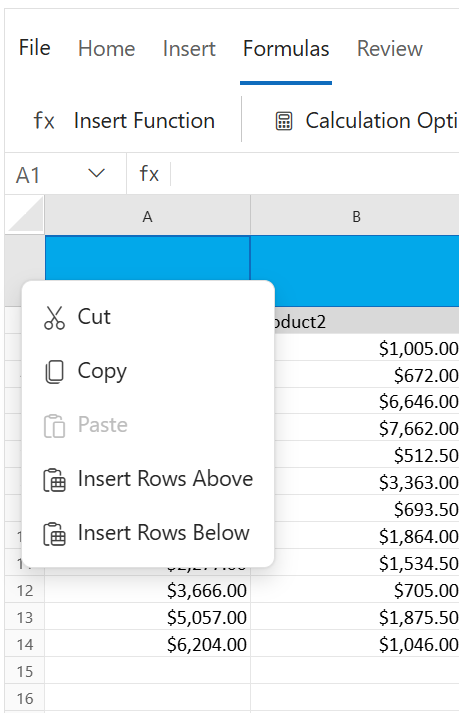 File Home Insert Formulas Review
fx Insert Function Calculation Opti
A1 fx
A B
Cut
oduct2
$1,005.00
Copy
$672.00
$6,646.00
Paste
$7,662.00
$512.50
Insert Rows Above
$3,363.00
$693.50
Insert Rows Below
$1,864.00
$1,534.50
12 $3,666.00 $705.00
13 $5,057.00 $1,875.50
14 $6,204.00 $1,046.00
15
16